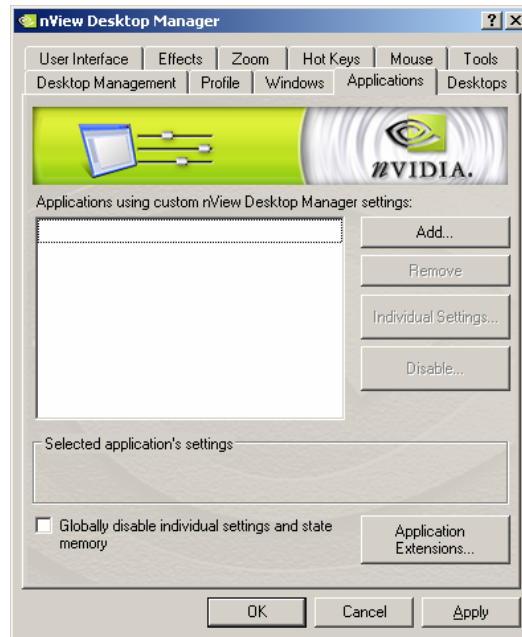 nView Desktop Manager
User Interface Effects Zoom Hot Keys Mouse Tools
Desktop Management Profile Windows Applications Desktops
nVIDIA.
Applications using custom nView Desktop Manager settings:
Add...
Remove
Individual Settings...
Disable...
Selected application's settings
Globally disable individual settings and state
memory
Application
Extensions...
OK Cancel Apply